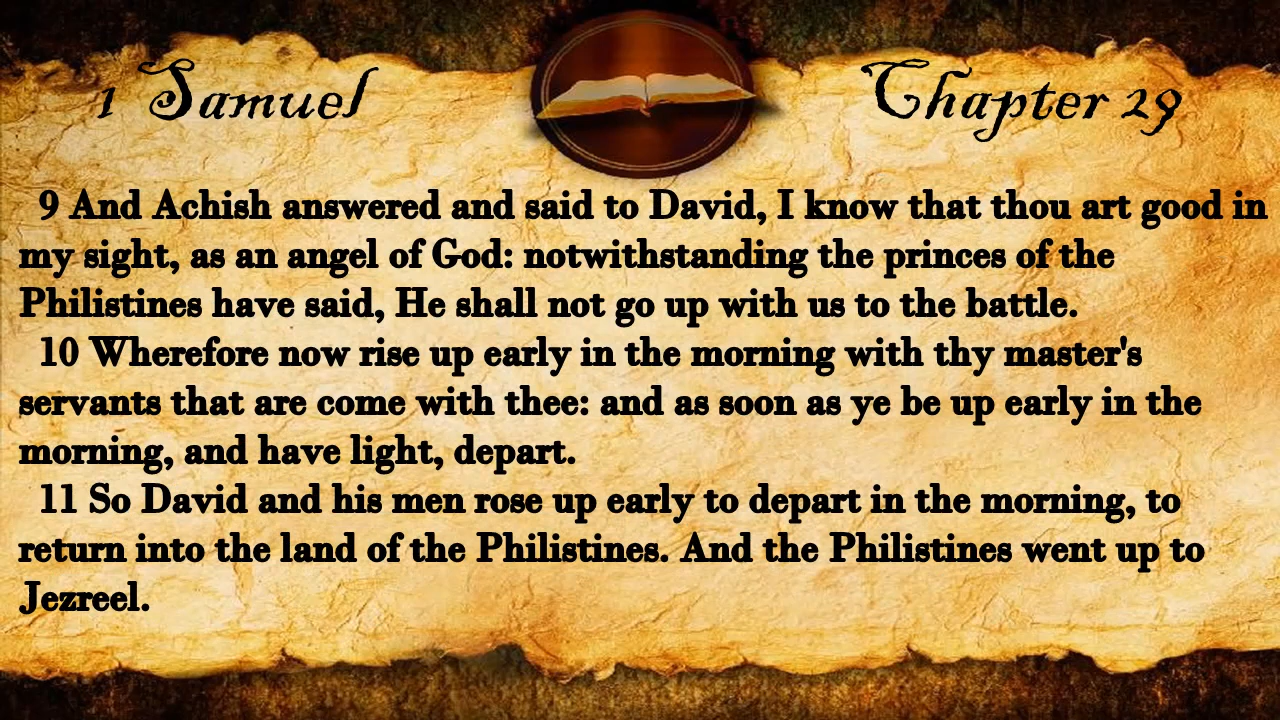 1 Samuel
Chapter 29
9 And Achish answered and said to David, I know that thou art good in
my sight, as an angel of God: notwithstanding the princes of the
Philistines have said, He shall not go up with us to the battle.
10 Wherefore now rise up early in the morning with thy master's
servants that are come with thee: and as soon as ye be up early in the
morning, and have light, depart.
11 So David and his men rose up early to depart in the morning, to
return into the land of the Philistines. And the Philistines went up to
Jezreel.